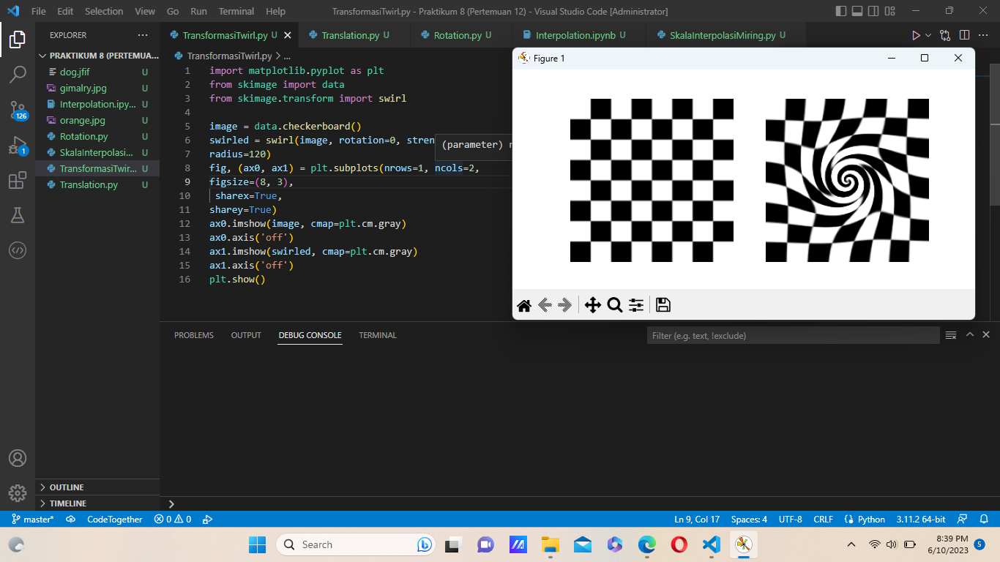 File Edit Selection View Go Run Terminal Help
TransformasiTwirl.py - Praktikum 8 (Pertemuan 12) - Visual Studio Code [Administrator]
EXPLORER
PRAKTIKUM 8 (PERTEMUA...
dog.jfif U
gimalry.jpg U
Interpolation.ipy... U
orange.jpg U
Rotation.py U
SkalaInterpolasi... U
TransformasiTwir... U
Translation.py U
OUTLINE
TIMELINE
126
1
TransformasiTwirl.py U
Translation.py U
Rotation.py U
Interpolation.ipynb U
SkalaInterpolasiMiring.py U
TransformasiTwirl.py > ...
1 import matplotlib.pyplot as plt
2 from skimage import data
3 from skimage.transform import swirl
4
5 image = data.checkerboard()
6 swirled = swirl(image, rotation=0, stren
7 radius=120)
8 fig, (ax0, ax1) = plt.subplots(nrows=1, ncols=2,
9 figsize=(8, 3),
10 sharex=True,
11 sharey=True)
12 ax0.imshow(image, cmap=plt.cm.gray)
13 ax0.axis('off')
14 ax1.imshow(swirled, cmap=plt.cm.gray)
15 ax1.axis('off')
16 plt.show()
(parameter)
Figure 1
PROBLEMS OUTPUT DEBUG CONSOLE TERMINAL
Filter (e.g. text, !exclude)
master* CodeTogether 0 0
Ln 9, Col 17 Spaces: 4 UTF-8 CRLF Python 3.11.2 64-bit
Search
8:39 PM
6/10/2023
5